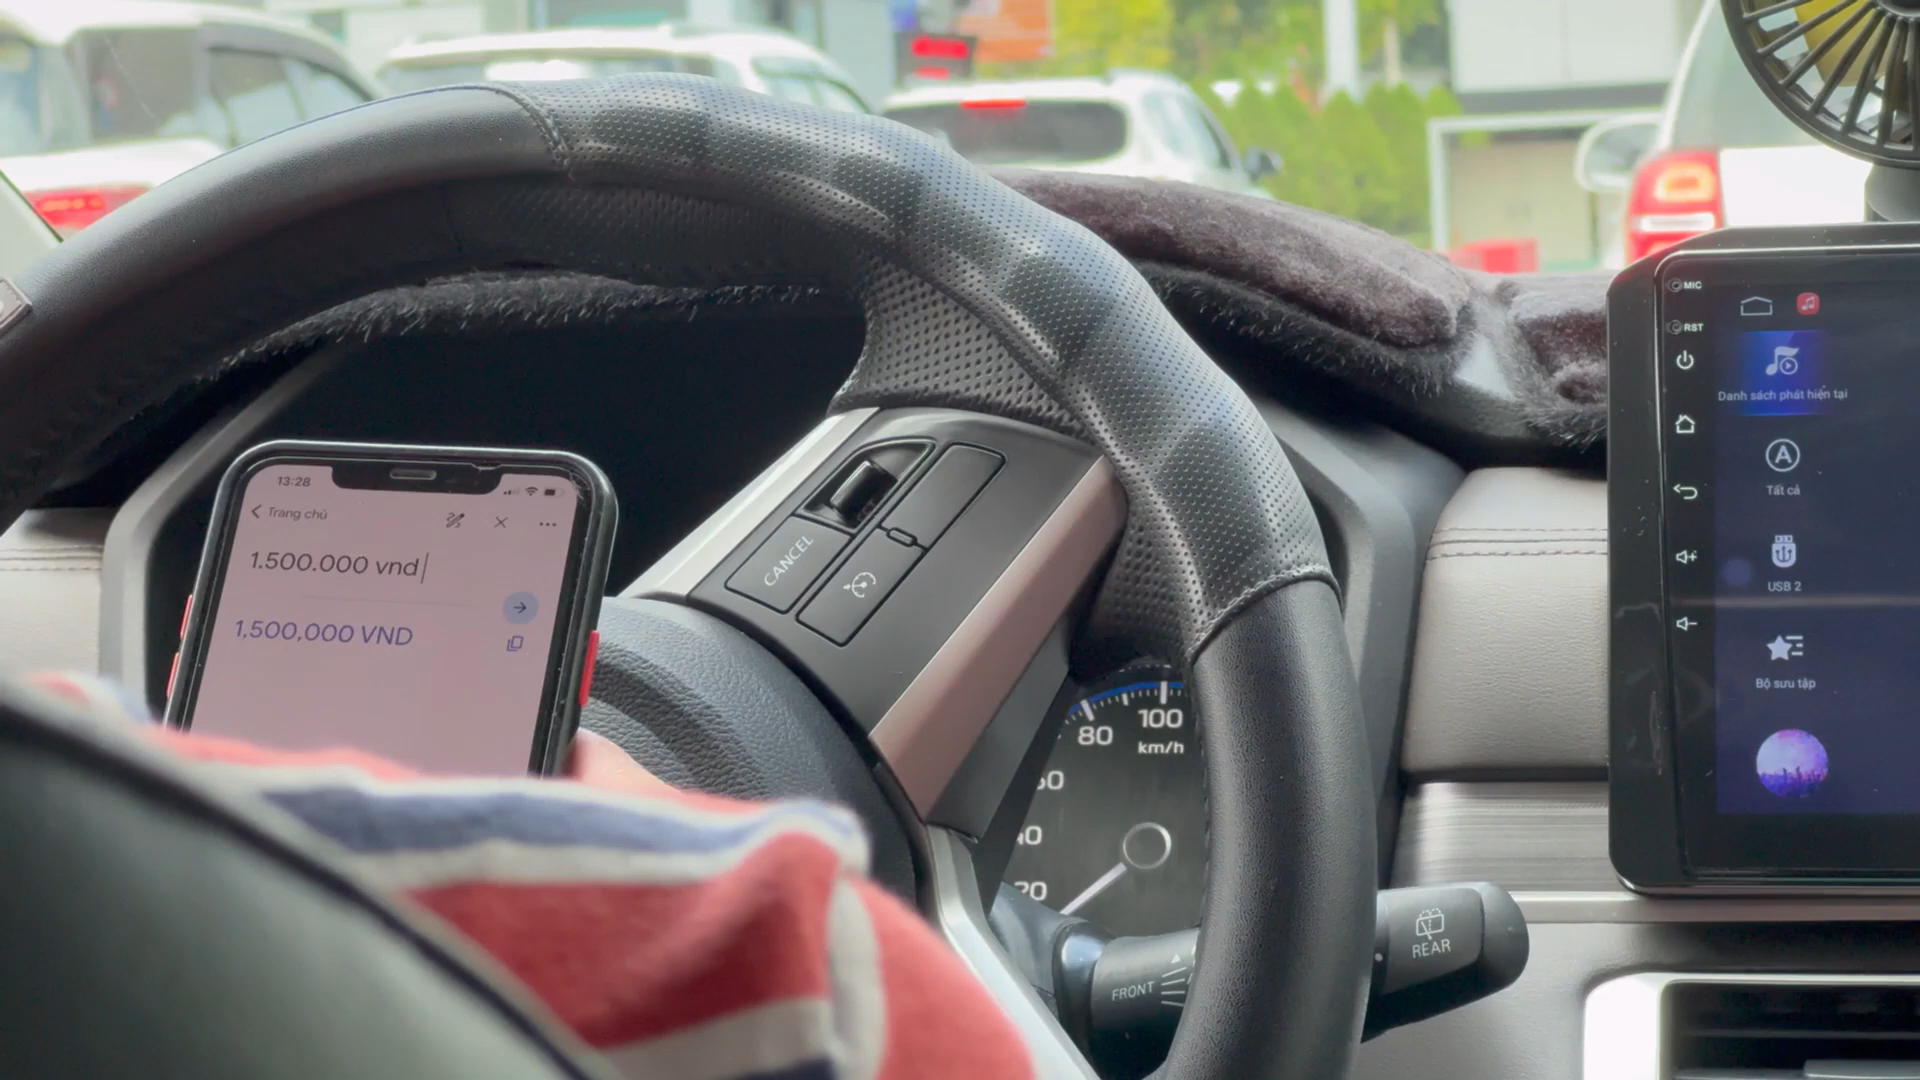 13:28
Trang chủ
1.500.000 vnd
1.500,000 VND
CANCEL
100
80
km/h
FRONT
REAR
MIC
RST
Danh sách phát hiện tại
A
Tất cả
USB 2
Bộ sưu tập